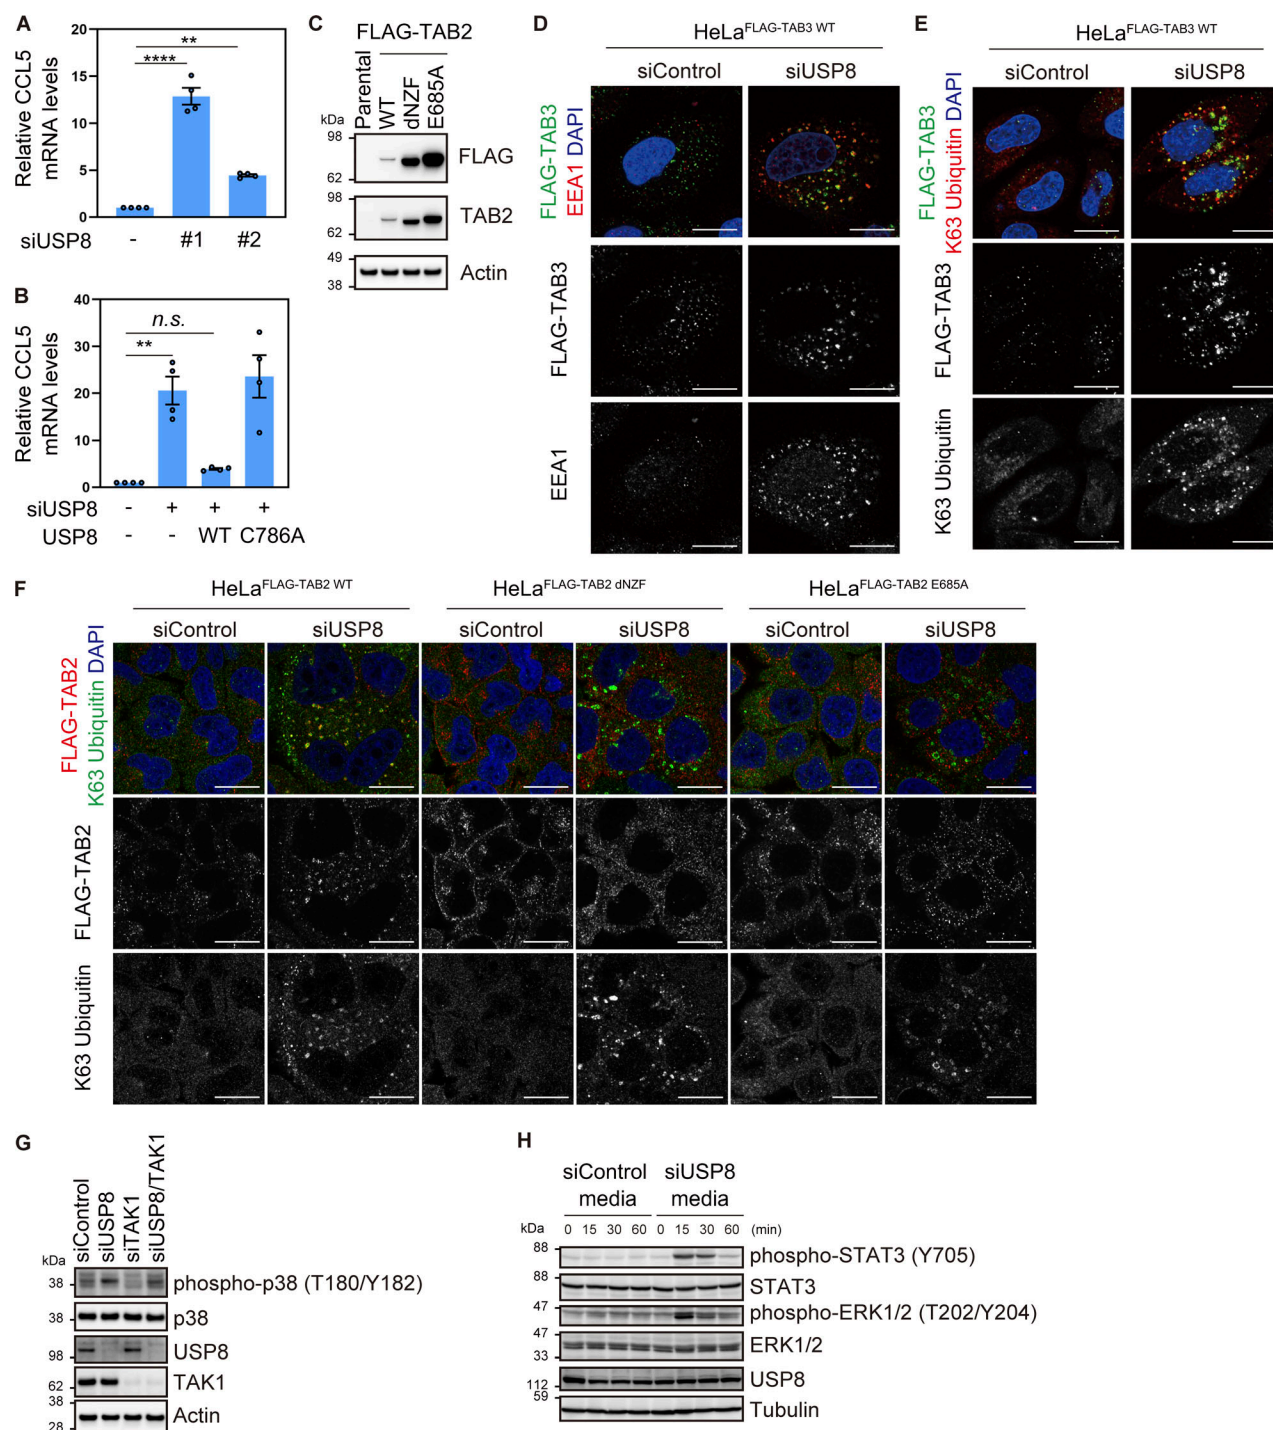 A
Relative CCL5
mRNA levels
20
15
10
5
0
**
****
siUSP8 - #1 #2
B
Relative CCL5
mRNA levels
40
30
20
10
0
n.s.
**
siUSP8 - + + +
USP8 - - WT C786A
C
FLAG-TAB2
Parental
WT
dNZF
E685A
kDa
98
62
FLAG
98
62
TAB2
49
38
Actin
D
HeLaFLAG-TAB3 WT
siControl siUSP8
FLAG-TAB3
EEA1 DAPI
FLAG-TAB3
EEA1
E
HeLaFLAG-TAB3 WT
siControl siUSP8
FLAG-TAB3
K63 Ubiquitin DAPI
FLAG-TAB3
K63 Ubiquitin
F
HeLaFLAG-TAB2 WT HeLaFLAG-TAB2 dNZF HeLaFLAG-TAB2 E685A
siControl siUSP8 siControl siUSP8 siControl siUSP8
FLAG-TAB2
K63 Ubiquitin DAPI
FLAG-TAB2
K63 Ubiquitin
G
siControl
siUSP8
siTAK1
siUSP8/TAK1
kDa
38
phospho-p38 (T180/Y182)
38
p38
98
USP8
62
TAK1
38
28
Actin
H
siControl siUSP8
media media
kDa 0 15 30 60 0 15 30 60 (min)
88
phospho-STAT3 (Y705)
88
STAT3
47
phospho-ERK1/2 (T202/Y204)
47
33
ERK1/2
112
USP8
59
Tubulin